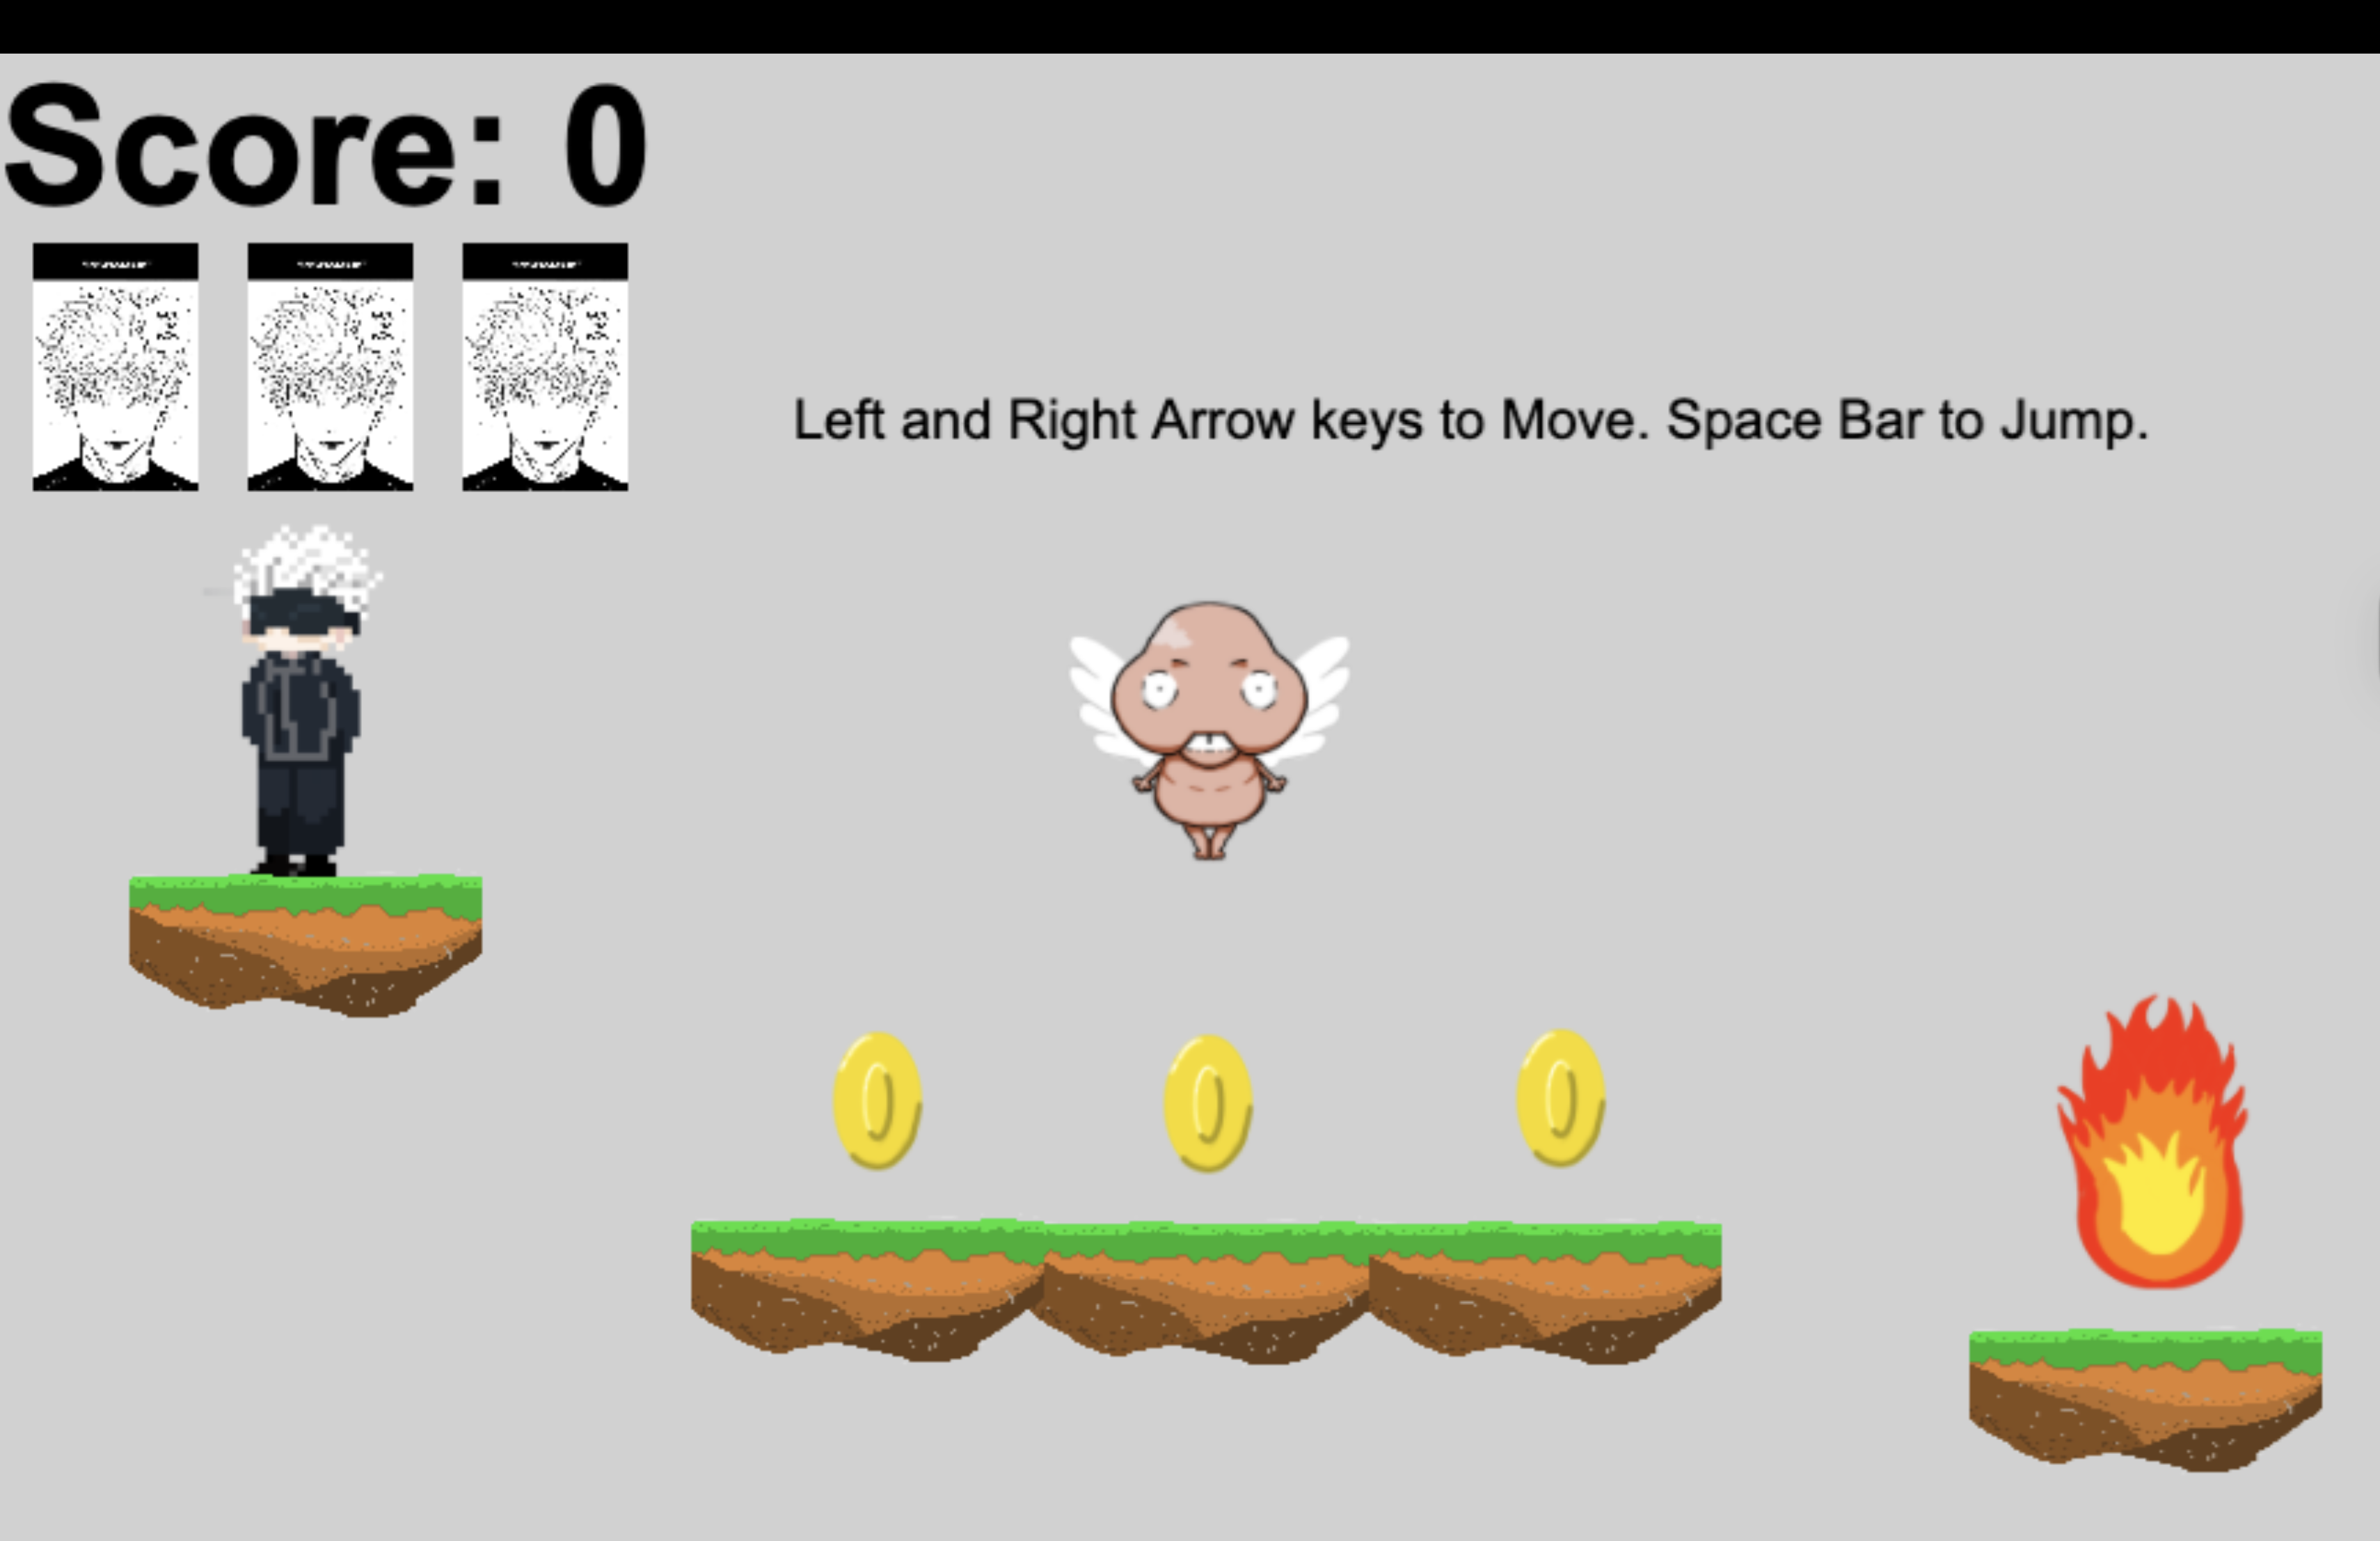 Score: 0
Left and Right Arrow keys to Move. Space Bar to Jump.